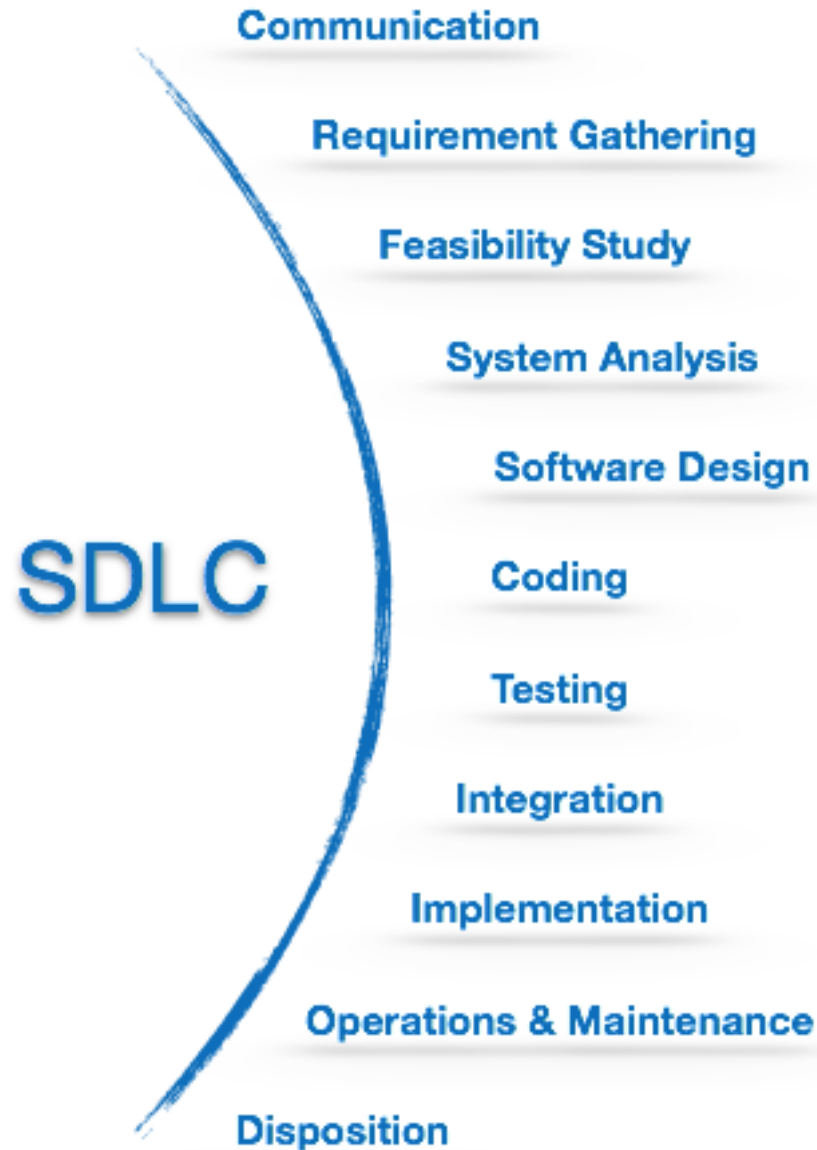 Communication
Requirement Gathering
Feasibility Study
System Analysis
Software Design
SDLC
Coding
Testing
Integration
Implementation
Operations & Maintenance
Disposition